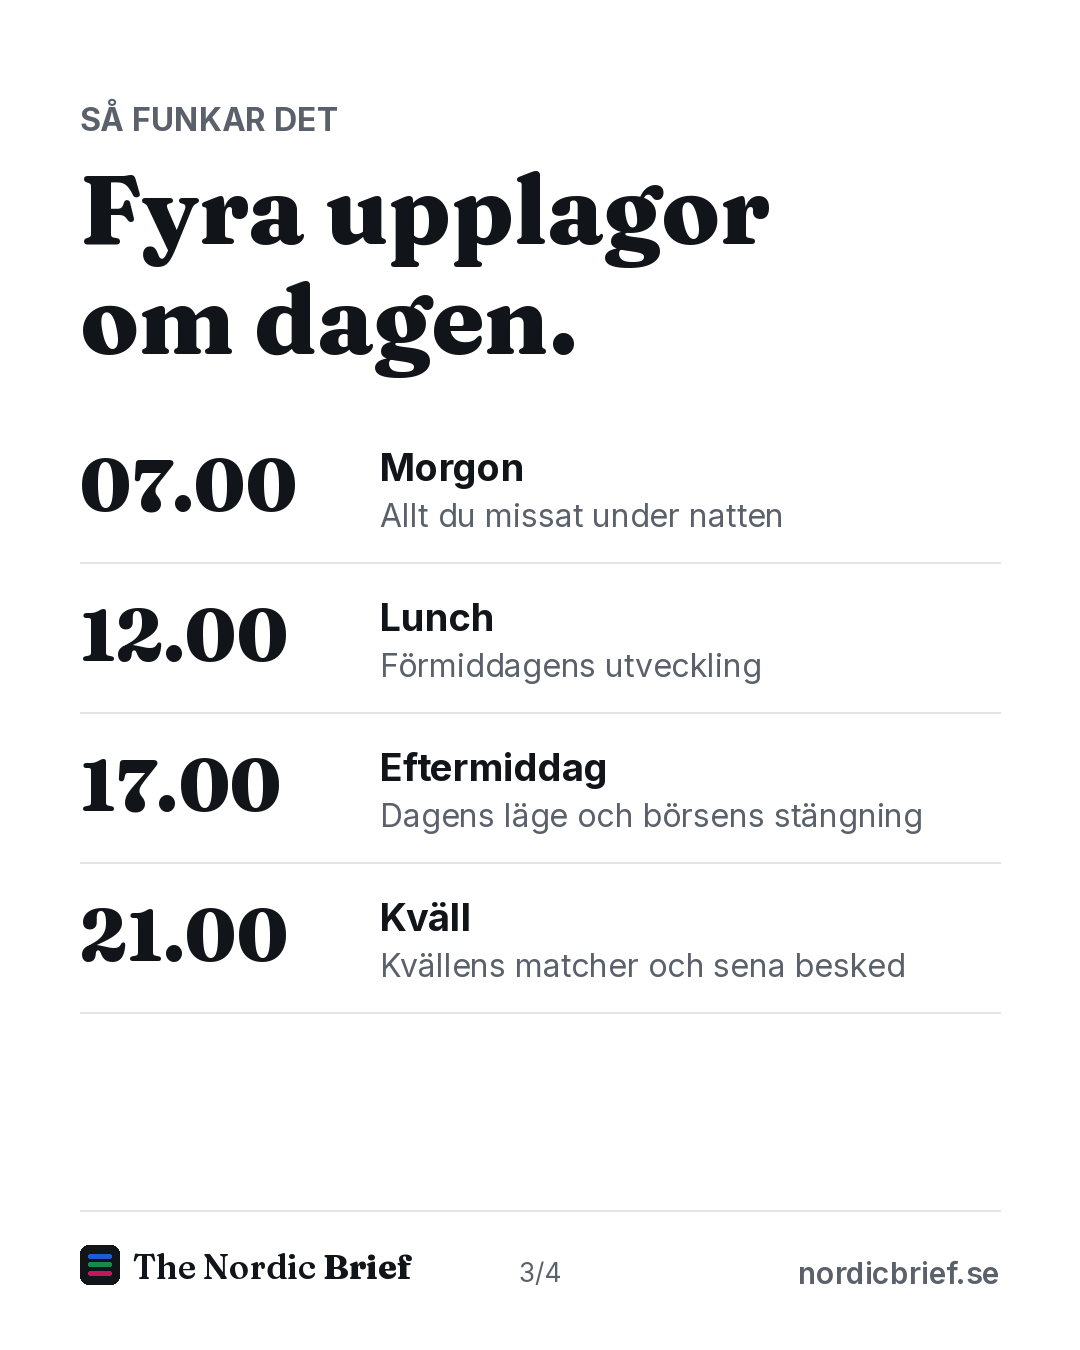 SÅ FUNKAR DET
Fyra upplagor
om dagen.
07.00
Morgon
Allt du missat under natten
12.00
Lunch
Förmiddagens utveckling
17.00
Eftermiddag
Dagens läge och börsens stängning
21.00
Kväll
Kvällens matcher och sena besked
The Nordic Brief
3/4
nordicbrief.se